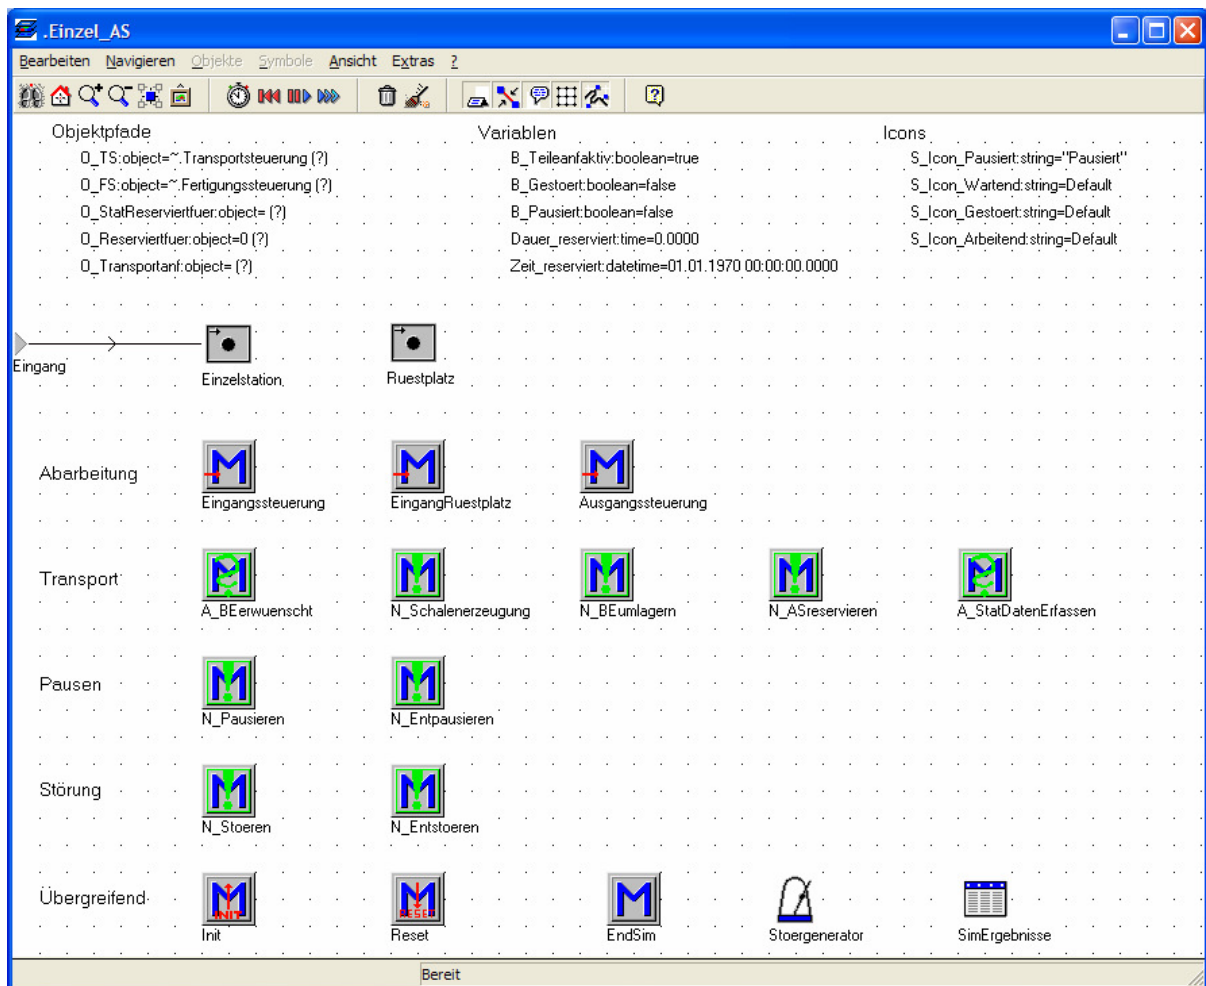 .Einzel_AS
Bearbeiten Navigieren Objekte Symbole Ansicht Extras ?
Objektpfade Variablen Icons
O_TS:object=~.Transportsteuerung (?) B_Teileanfaktiv:boolean=true S_Icon_Pausiert:string="Pausiert"
O_FS:object=~.Fertigungssteuerung (?) B_Gestoert:boolean=false S_Icon_Wartend:string=Default
O_StatReserviertfuer:object= (?) B_Pausiert:boolean=false S_Icon_Gestoert:string=Default
O_Reserviertfuer:object=0 (?) Dauer_reserviert:time=0.0000 S_Icon_Arbeitend:string=Default
O_Transportanf:object= (?) Zeit_reserviert:datetime=01.01.1970 00:00:00.0000
Eingang
Einzelstation Ruestplatz
Abarbeitung
Eingangssteuerung EingangRuestplatz Ausgangssteuerung
Transport
A_BEerwuenscht N_Schalenerzeugung N_BEumlagern N_ASreservieren A_StatDatenErfassen
Pausen
N_Pausieren N_Entpausieren
Störung
N_Stoeren N_Entstoeren
Übergreifend
INIT RESET
Init Reset EndSim Stoergenerator SimErgebnisse
Bereit